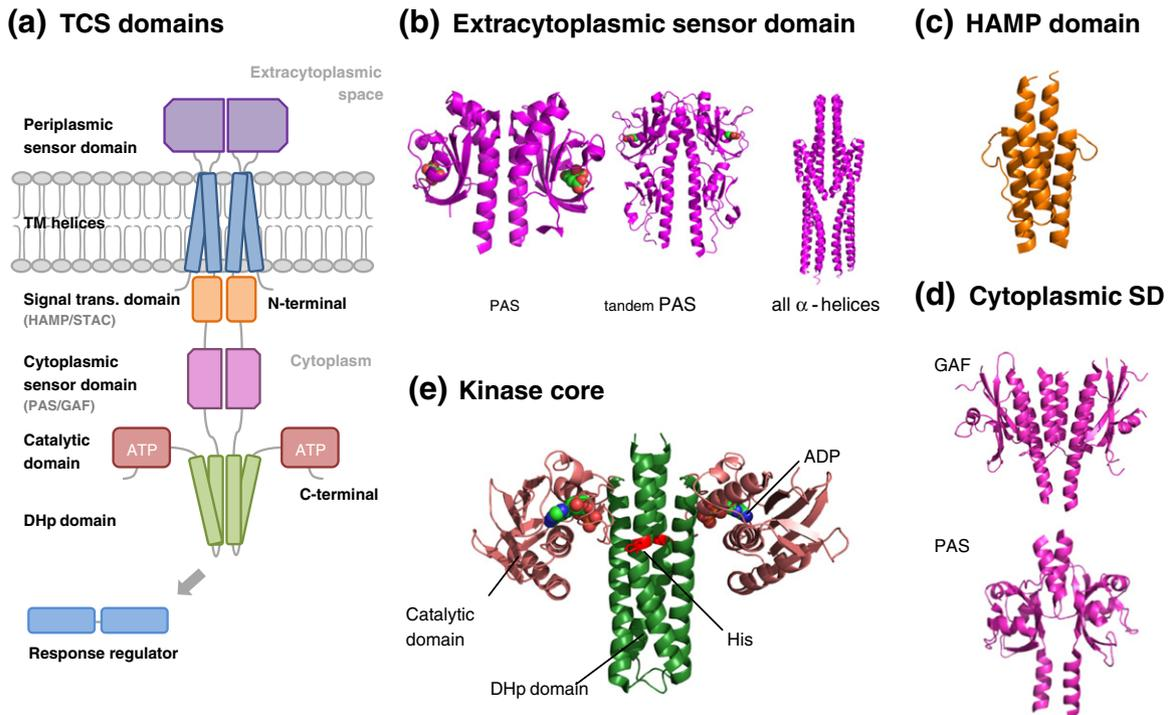 (a) TCS domains
Extracytoplasmic
space
Periplasmic
sensor domain
TM helices
Signal trans. domain
(HAMP/STAC)
N-terminal
Cytoplasmic
sensor domain
(PAS/GAF)
Cytoplasm
Catalytic
domain
ATP
ATP
C-terminal
DHp domain
Response regulator
(b) Extracytoplasmic sensor domain
PAS
tandem PAS
all α - helices
(c) HAMP domain
(d) Cytoplasmic SD
GAF
PAS
(e) Kinase core
ADP
Catalytic
domain
His
DHp domain